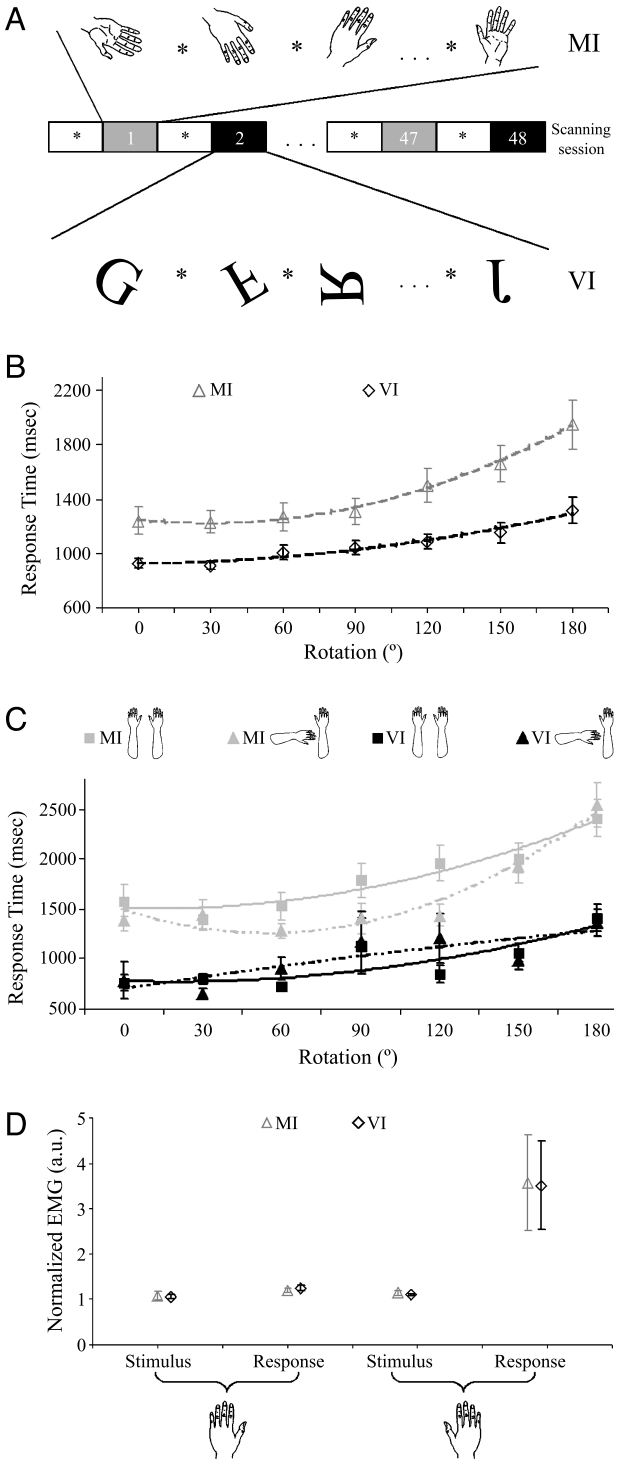 A
* * . . . * MI
* 1 * 2 . . . * 47 * 48 Scanning
session
G * E * R . . . * J VI
B
MI VI
Response Time (msec)
2200
1800
1400
1000
600
0 30 60 90 120 150 180
Rotation (º)
C
MI MI VI VI
Response Time (msec)
2500
2000
1500
1000
500
0 30 60 90 120 150 180
Rotation (º)
D
MI VI
Normalized EMG (a.u.)
5
4
3
2
1
0
Stimulus Response Stimulus Response